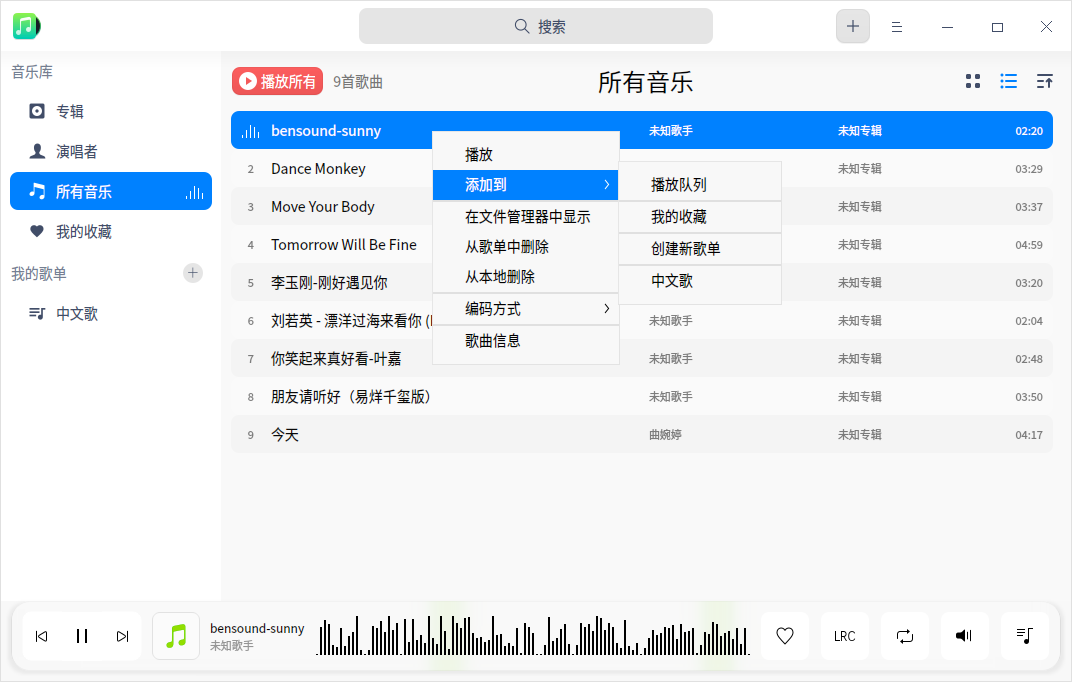 搜索
音乐库
专辑
演唱者
所有音乐
我的收藏
我的歌单
中文歌
播放所有
9首歌曲
所有音乐
bensound-sunny 未知歌手 未知专辑 02:20
2 Dance Monkey 未知专辑 03:29
3 Move Your Body 未知专辑 03:37
4 Tomorrow Will Be Fine 未知专辑 04:59
5 李玉刚-刚好遇见你 未知专辑 03:20
6 刘若英 - 漂洋过海来看你 ( 未知歌手 未知专辑 02:04
7 你笑起来真好看-叶嘉 未知歌手 未知专辑 02:48
8 朋友请听好（易烊千玺版） 未知歌手 未知专辑 03:50
9 今天 曲婉婷 未知专辑 04:17
播放
添加到
在文件管理器中显示
从歌单中删除
从本地删除
编码方式
歌曲信息
播放队列
我的收藏
创建新歌单
中文歌
bensound-sunny
未知歌手
LRC